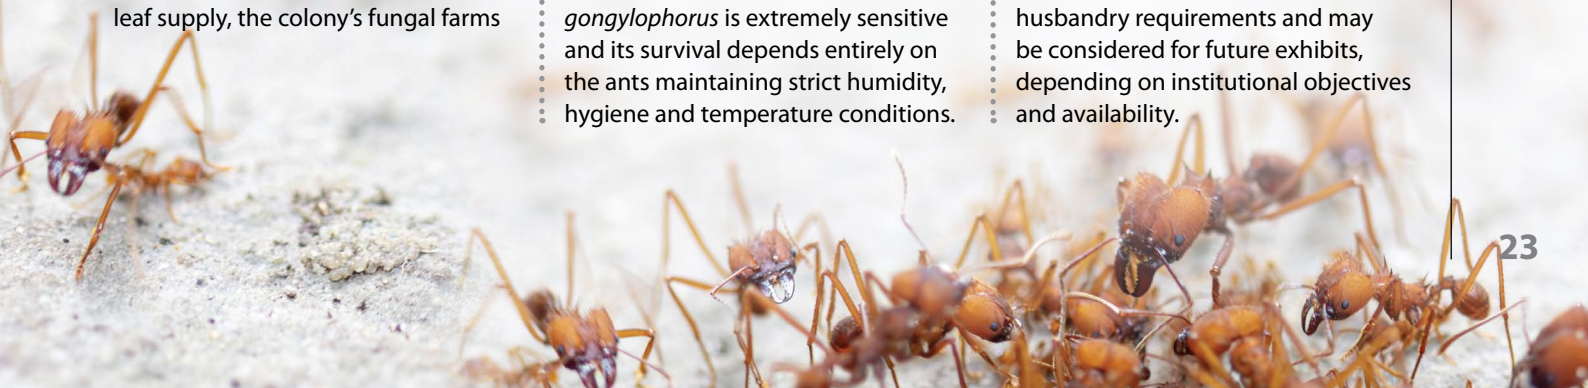 leaf supply, the colony’s fungal farms
gongylophorus is extremely sensitive
and its survival depends entirely on
the ants maintaining strict humidity,
hygiene and temperature conditions.
husbandry requirements and may
be considered for future exhibits,
depending on institutional objectives
and availability.
23